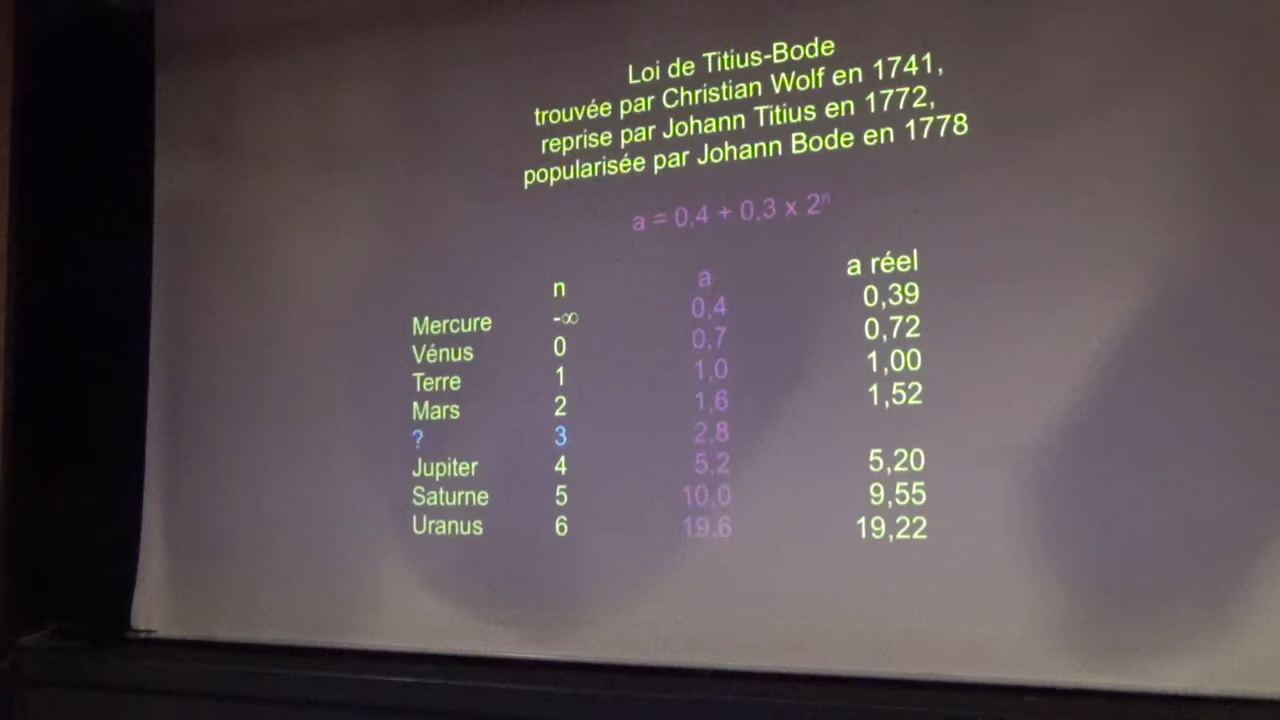 Loi de Titius-Bode
trouvée par Christian Wolf en 1741,
reprise par Johann Titius en 1772,
popularisée par Johann Bode en 1778
a = 0,4 + 0,3 x 2ⁿ
n a a réel
Mercure -∞ 0,4 0,39
Vénus 0 0,7 0,72
Terre 1 1,0 1,00
Mars 2 1,6 1,52
? 3 2,8
Jupiter 4 5,2 5,20
Saturne 5 10,0 9,55
Uranus 6 19,6 19,22